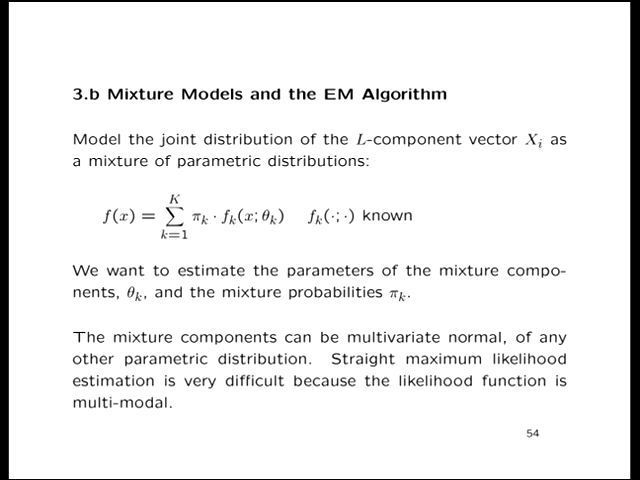 3.b Mixture Models and the EM Algorithm
Model the joint distribution of the L-component vector X_i as
a mixture of parametric distributions:
f(x) = \sum_{k=1}^{K} π_k · f_k(x; θ_k)    f_k(·; ·) known
We want to estimate the parameters of the mixture compo-
nents, θ_k, and the mixture probabilities π_k.
The mixture components can be multivariate normal, of any
other parametric distribution. Straight maximum likelihood
estimation is very difficult because the likelihood function is
multi-modal.
54